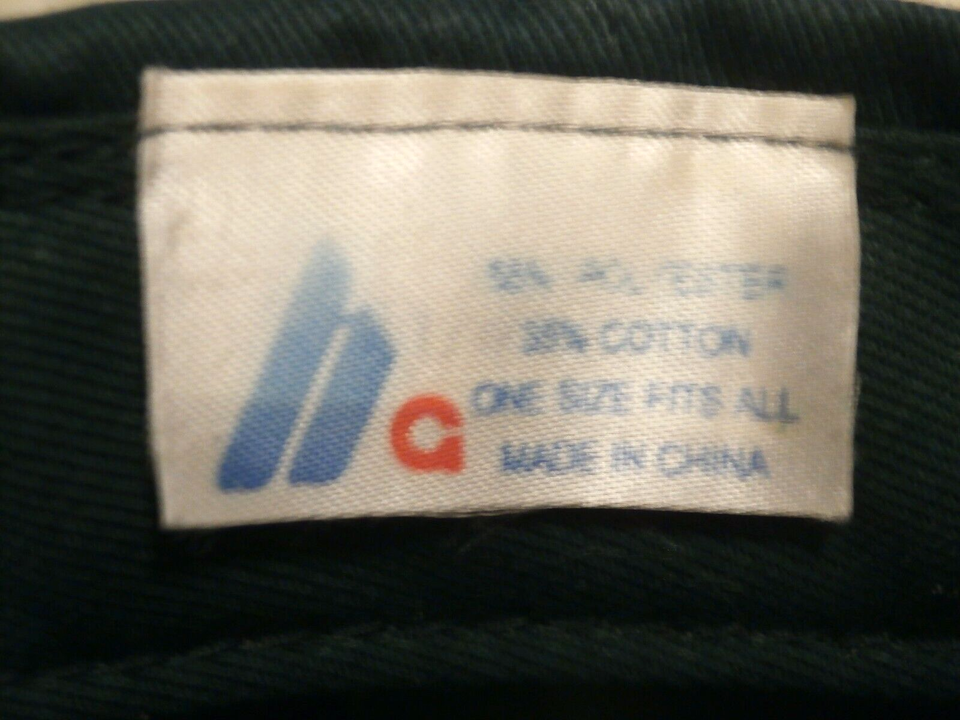 POLYESTER
35% COTTON
ONE SIZE FITS ALL
MADE IN CHINA